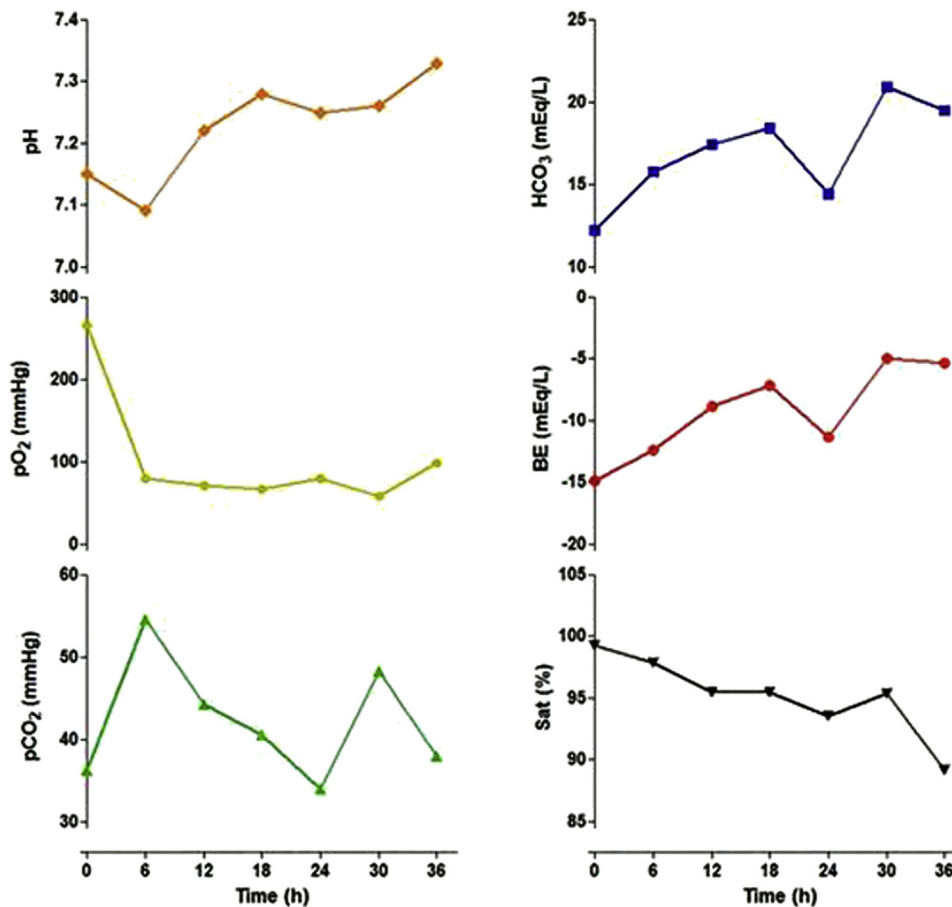 7.4
7.3
7.2
7.1
7.0
pH
25
20
15
10
HCO3 (mEq/L)
300
200
100
0
pO2 (mmHg)
0
-5
-10
-15
-20
BE (mEq/L)
60
50
40
30
pCO2 (mmHg)
105
100
95
90
85
Sat (%)
0 6 12 18 24 30 36
Time (h)
0 6 12 18 24 30 36
Time (h)